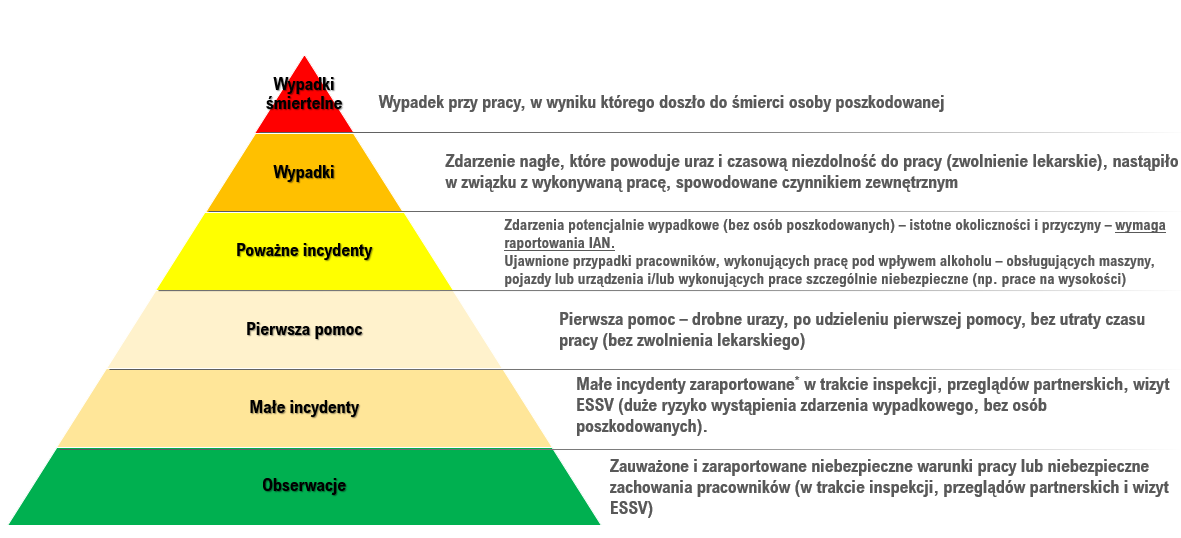 Wypadki
śmiertelne
Wypadek przy pracy, w wyniku którego doszło do śmierci osoby poszkodowanej
Wypadki
Zdarzenie nagłe, które powoduje uraz i czasową niezdolność do pracy (zwolnienie lekarskie), nastąpiło
w związku z wykonywaną pracę, spowodowane czynnikiem zewnętrznym
Poważne incydenty
Zdarzenia potencjalnie wypadkowe (bez osób poszkodowanych) – istotne okoliczności i przyczyny – wymaga
raportowania IAN.
Ujawnione przypadki pracowników, wykonujących pracę pod wpływem alkoholu – obsługujących maszyny,
pojazdy lub urządzenia i/lub wykonujących prace szczególnie niebezpieczne (np. prace na wysokości)
Pierwsza pomoc
Pierwsza pomoc – drobne urazy, po udzieleniu pierwszej pomocy, bez utraty czasu
pracy (bez zwolnienia lekarskiego)
Małe incydenty
Małe incydenty zaraportowane* w trakcie inspekcji, przeglądów partnerskich, wizyt
ESSV (duże ryzyko wystąpienia zdarzenia wypadkowego, bez osób
poszkodowanych).
Obserwacje
Zauważone i zaraportowane niebezpieczne warunki pracy lub niebezpieczne
zachowania pracowników (w trakcie inspekcji, przeglądów partnerskich i wizyt
ESSV)